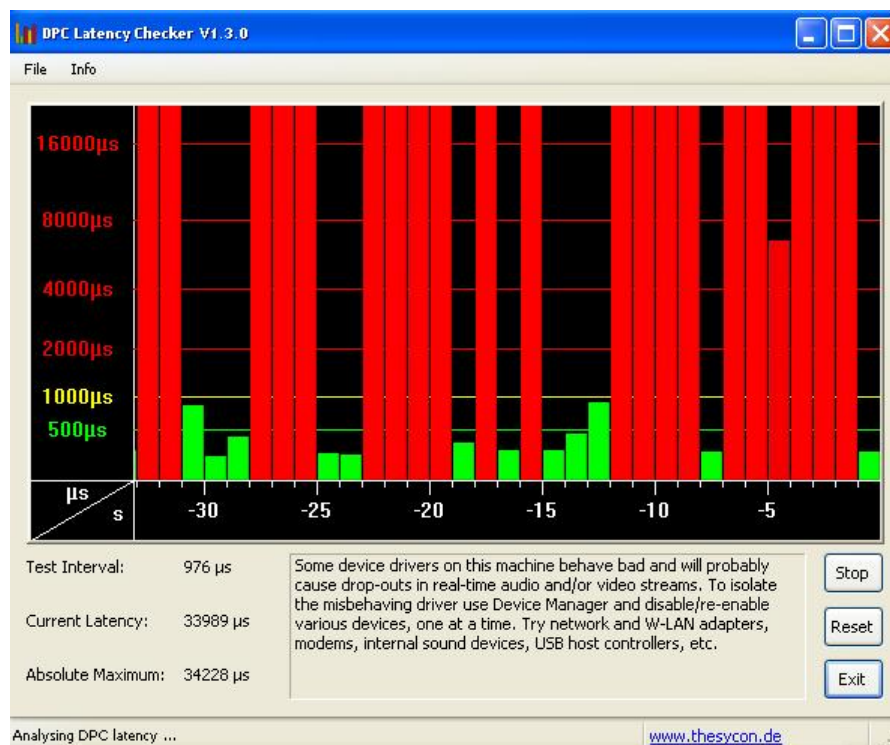 DPC Latency Checker V1.3.0
File Info
16000µs
8000µs
4000µs
2000µs
1000µs
500µs
µs
s
-30 -25 -20 -15 -10 -5
Test Interval: 976 µs
Current Latency: 33989 µs
Absolute Maximum: 34228 µs
Some device drivers on this machine behave bad and will probably
cause drop-outs in real-time audio and/or video streams. To isolate
the misbehaving driver use Device Manager and disable/re-enable
various devices, one at a time. Try network and W-LAN adapters,
modems, internal sound devices, USB host controllers, etc.
Stop
Reset
Exit
Analysing DPC latency ...
www.thesycon.de